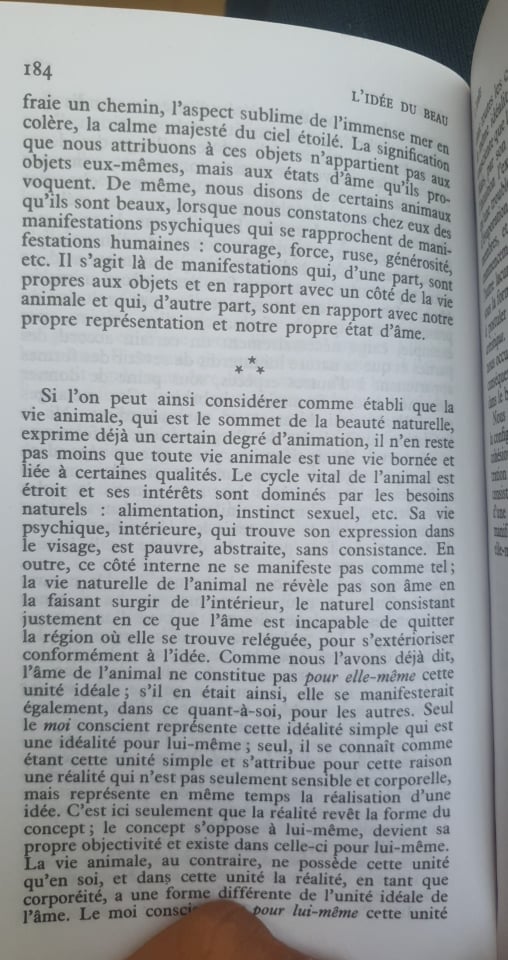 184
L'IDÉE DU BEAU
fraie un chemin, l'aspect sublime de l'immense mer en
colère, la calme majesté du ciel étoilé. La signification
que nous attribuons à ces objets n'appartient pas aux
objets eux-mêmes, mais aux états d'âme qu'ils pro-
voquent. De même, nous disons de certains animaux
qu'ils sont beaux, lorsque nous constatons chez eux des
manifestations psychiques qui se rapprochent de mani-
festations humaines : courage, force, ruse, générosité,
etc. Il s'agit là de manifestations qui, d'une part, sont
propres aux objets et en rapport avec un côté de la vie
animale et qui, d'autre part, sont en rapport avec notre
propre représentation et notre propre état d'âme.
***
Si l'on peut ainsi considérer comme établi que la
vie animale, qui est le sommet de la beauté naturelle,
exprime déjà un certain degré d'animation, il n'en reste
pas moins que toute vie animale est une vie bornée et
liée à certaines qualités. Le cycle vital de l'animal est
étroit et ses intérêts sont dominés par les besoins
naturels : alimentation, instinct sexuel, etc. Sa vie
psychique, intérieure, qui trouve son expression dans
le visage, est pauvre, abstraite, sans consistance. En
outre, ce côté interne ne se manifeste pas comme tel ;
la vie naturelle de l'animal ne révèle pas son âme en
la faisant surgir de l'intérieur, le naturel consistant
justement en ce que l'âme est incapable de quitter
la région où elle se trouve reléguée, pour s'extérioriser
conformément à l'idée. Comme nous l'avons déjà dit,
l'âme de l'animal ne constitue pas pour elle-même cette
unité idéale ; s'il en était ainsi, elle se manifesterait
également, dans ce quant-à-soi, pour les autres. Seul
le moi conscient représente cette idéalité simple qui est
une idéalité pour lui-même ; seul, il se connaît comme
étant cette unité simple et s'attribue pour cette raison
une réalité qui n'est pas seulement sensible et corporelle,
mais représente en même temps la réalisation d'une
idée. C'est ici seulement que la réalité revêt la forme du
concept ; le concept s'oppose à lui-même, devient sa
propre objectivité et existe dans celle-ci pour lui-même.
La vie animale, au contraire, ne possède cette unité
qu'en soi, et dans cette unité la réalité, en tant que
corporéité, a une forme différente de l'unité idéale de
l'âme. Le moi consci pour lui-même cette unité